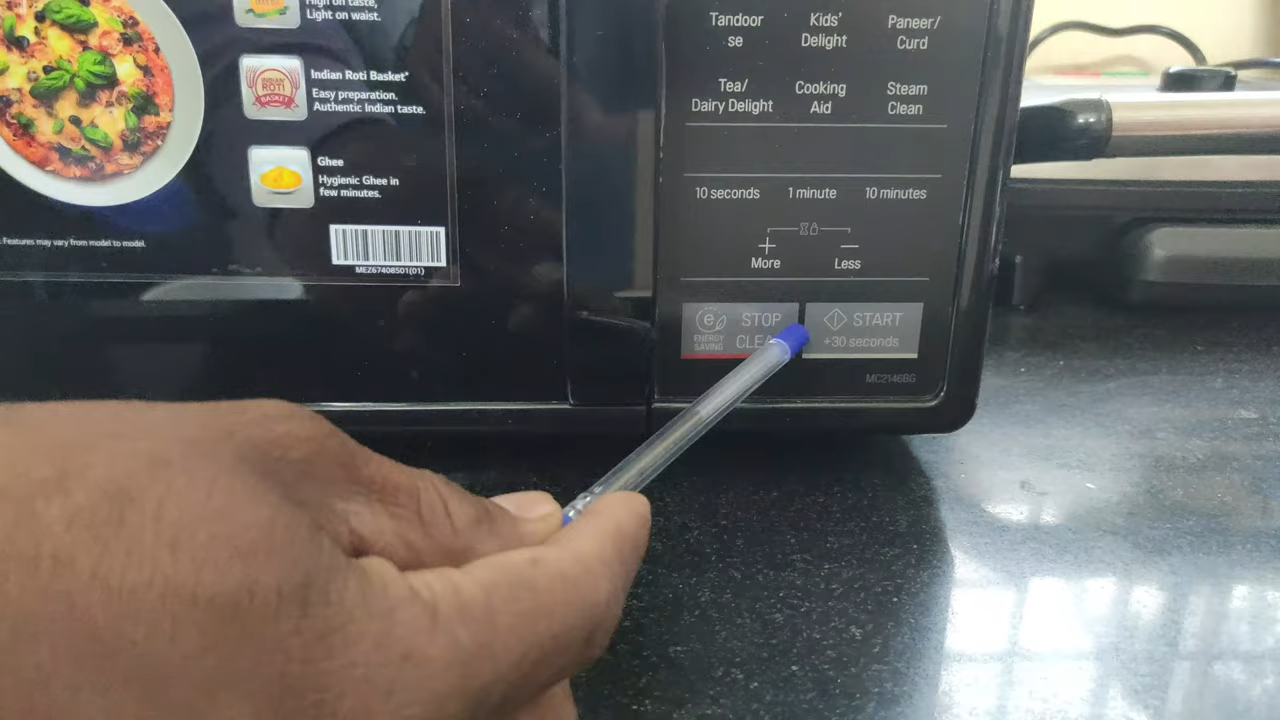 High on taste,
Light on waist.
INDIAN
ROTI
BASKET
Indian Roti Basket*
Easy preparation.
Authentic Indian taste.
Ghee
Hygienic Ghee in
few minutes.
Features may vary from model to model.
MEZ67408501(01)
Tandoor
se
Kids'
Delight
Paneer/
Curd
Tea/
Dairy Delight
Cooking
Aid
Steam
Clean
10 seconds
1 minute
10 minutes
+
More
—
Less
e
ENERGY
SAVING
STOP
START
+30 seconds
MC2146BG